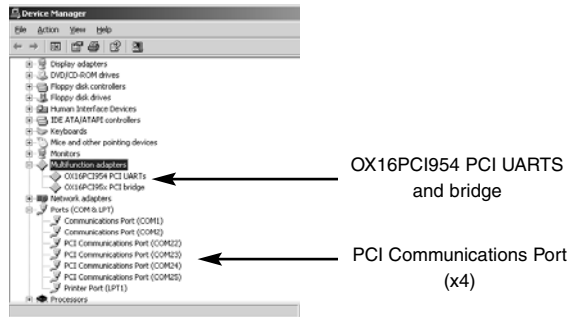 Device Manager
File Action View Help
Display adapters
DVD/CD-ROM drives
Floppy disk controllers
Floppy disk drives
Human Interface Devices
IDE ATA/ATAPI controllers
Keyboards
Mice and other pointing devices
Monitors
Multifunction adapters
OX16PCI954 PCI UARTs
OX16PCI95x PCI bridge
Network adapters
Ports (COM & LPT)
Communications Port (COM1)
Communications Port (COM2)
PCI Communications Port (COM22)
PCI Communications Port (COM23)
PCI Communications Port (COM24)
PCI Communications Port (COM25)
Printer Port (LPT1)
Processors
OX16PCI954 PCI UARTS
and bridge
PCI Communications Port
(x4)